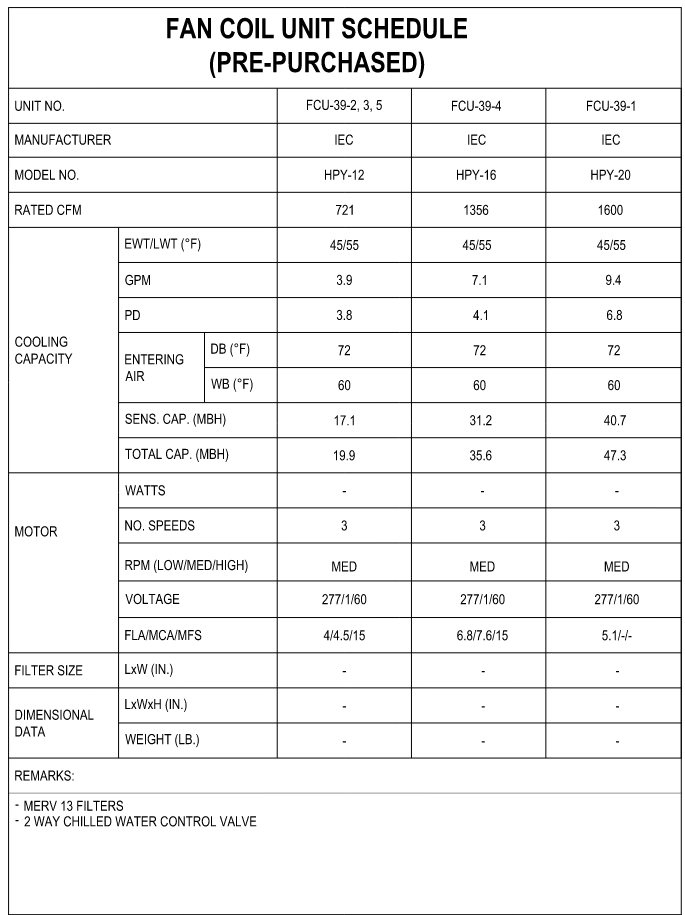 FAN COIL UNIT SCHEDULE
(PRE-PURCHASED)
UNIT NO. FCU-39-2, 3, 5 FCU-39-4 FCU-39-1
MANUFACTURER IEC IEC IEC
MODEL NO. HPY-12 HPY-16 HPY-20
RATED CFM 721 1356 1600
COOLING CAPACITY
EWT/LWT (°F) 45/55 45/55 45/55
GPM 3.9 7.1 9.4
PD 3.8 4.1 6.8
ENTERING AIR
DB (°F) 72 72 72
WB (°F) 60 60 60
SENS. CAP. (MBH) 17.1 31.2 40.7
TOTAL CAP. (MBH) 19.9 35.6 47.3
MOTOR
WATTS - - -
NO. SPEEDS 3 3 3
RPM (LOW/MED/HIGH) MED MED MED
VOLTAGE 277/1/60 277/1/60 277/1/60
FLA/MCA/MFS 4/4.5/15 6.8/7.6/15 5.1/-/-
FILTER SIZE LxW (IN.) - - -
DIMENSIONAL DATA
LxWxH (IN.) - - -
WEIGHT (LB.) - - -
REMARKS:
- MERV 13 FILTERS
- 2 WAY CHILLED WATER CONTROL VALVE